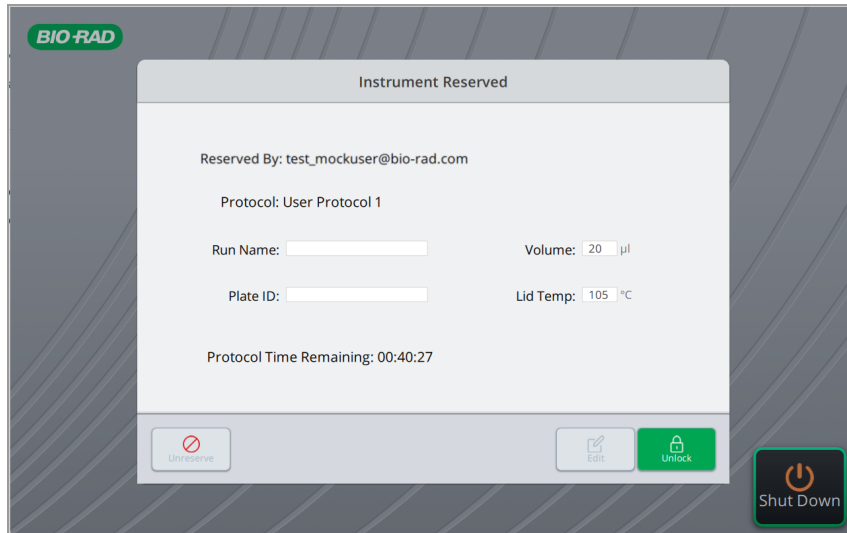 BIO-RAD
Instrument Reserved
Reserved By: test_mockuser@bio-rad.com
Protocol: User Protocol 1
Run Name:
Volume: 20 µl
Plate ID:
Lid Temp: 105 °C
Protocol Time Remaining: 00:40:27
Unreserve
Edit
Unlock
Shut Down